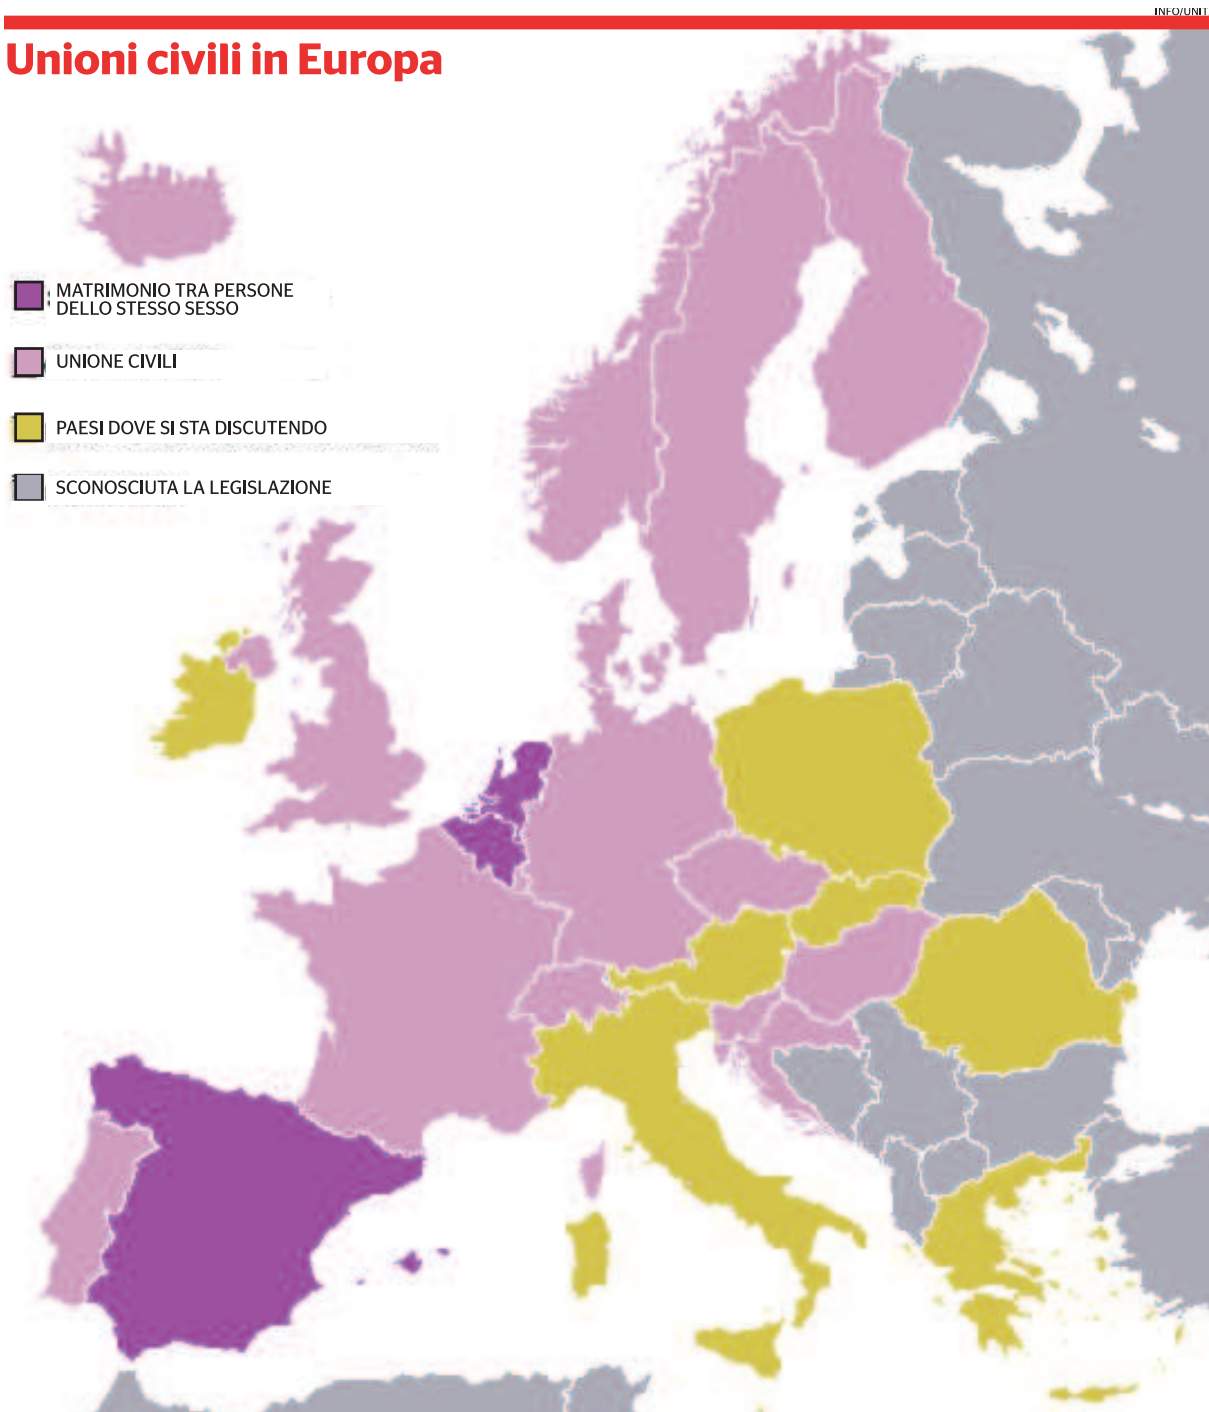 INFO/UNIT
Unioni civili in Europa
MATRIMONIO TRA PERSONE
DELLO STESSO SESSO
UNIONE CIVILI
PAESI DOVE SI STA DISCUTENDO
SCONOSCIUTA LA LEGISLAZIONE